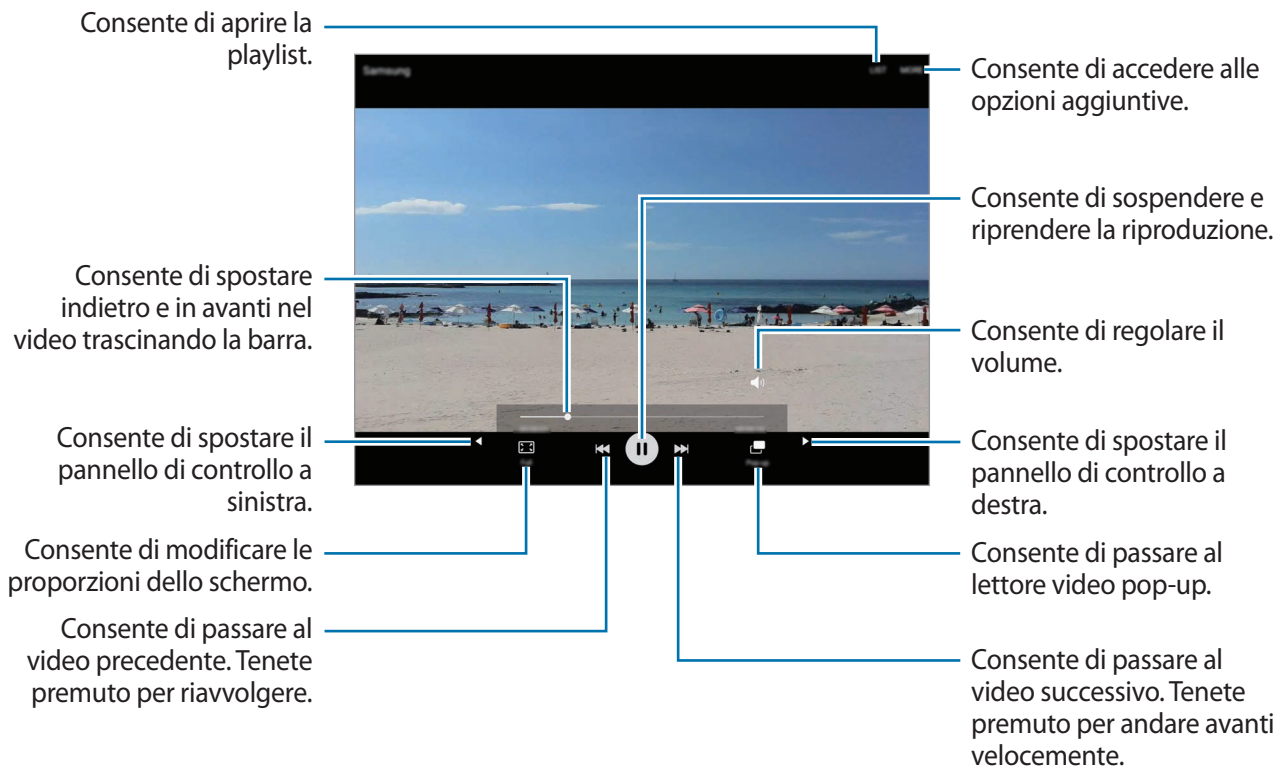 Consente di aprire la
playlist.
Samsung
LIST
MORE
Consente di accedere alle
opzioni aggiuntive.
Consente di sospendere e
riprendere la riproduzione.
Consente di spostare
indietro e in avanti nel
video trascinando la barra.
Consente di regolare il
volume.
Consente di spostare il
pannello di controllo a
sinistra.
Full
Pop-up
Consente di spostare il
pannello di controllo a
destra.
Consente di modificare le
proporzioni dello schermo.
Consente di passare al
lettore video pop-up.
Consente di passare al
video precedente. Tenete
premuto per riavvolgere.
Consente di passare al
video successivo. Tenete
premuto per andare avanti
velocemente.